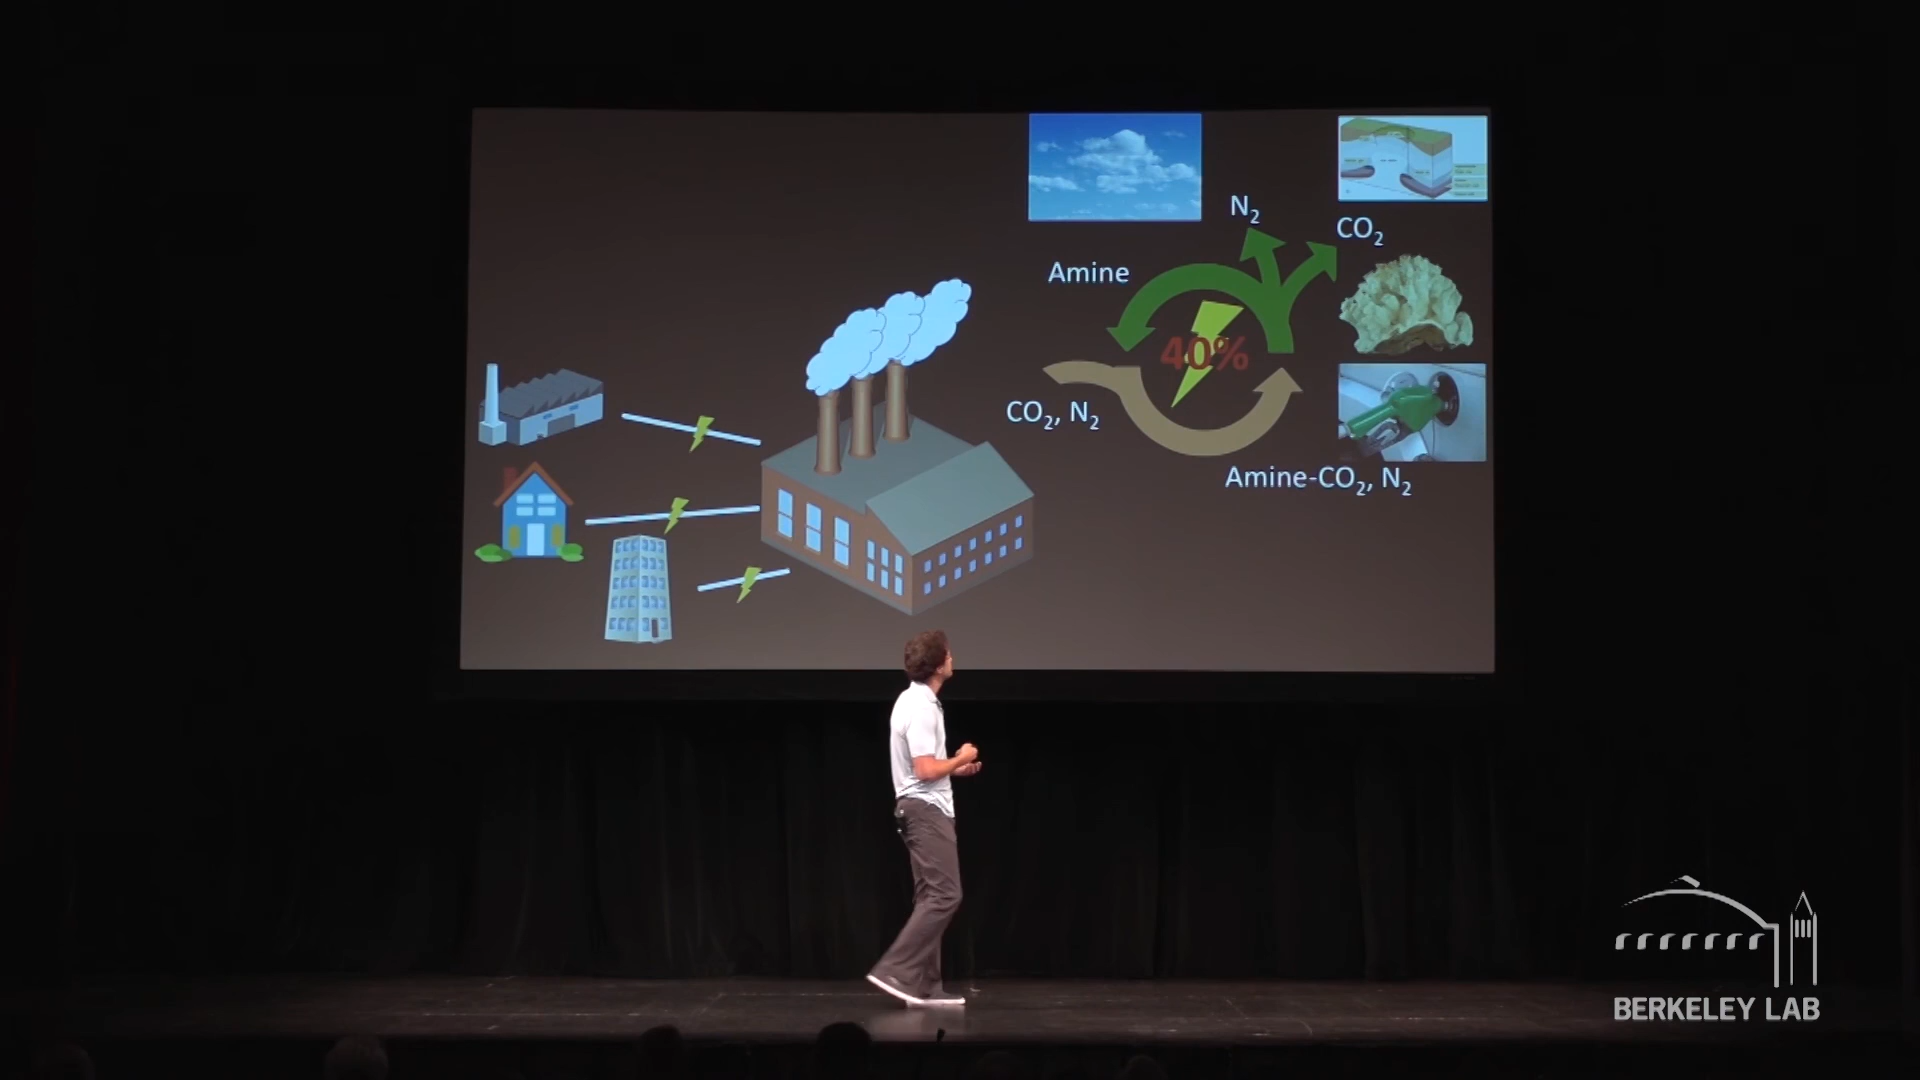 N₂
CO₂
Amine
40%
CO₂, N₂
Amine-CO₂, N₂
BERKELEY LAB